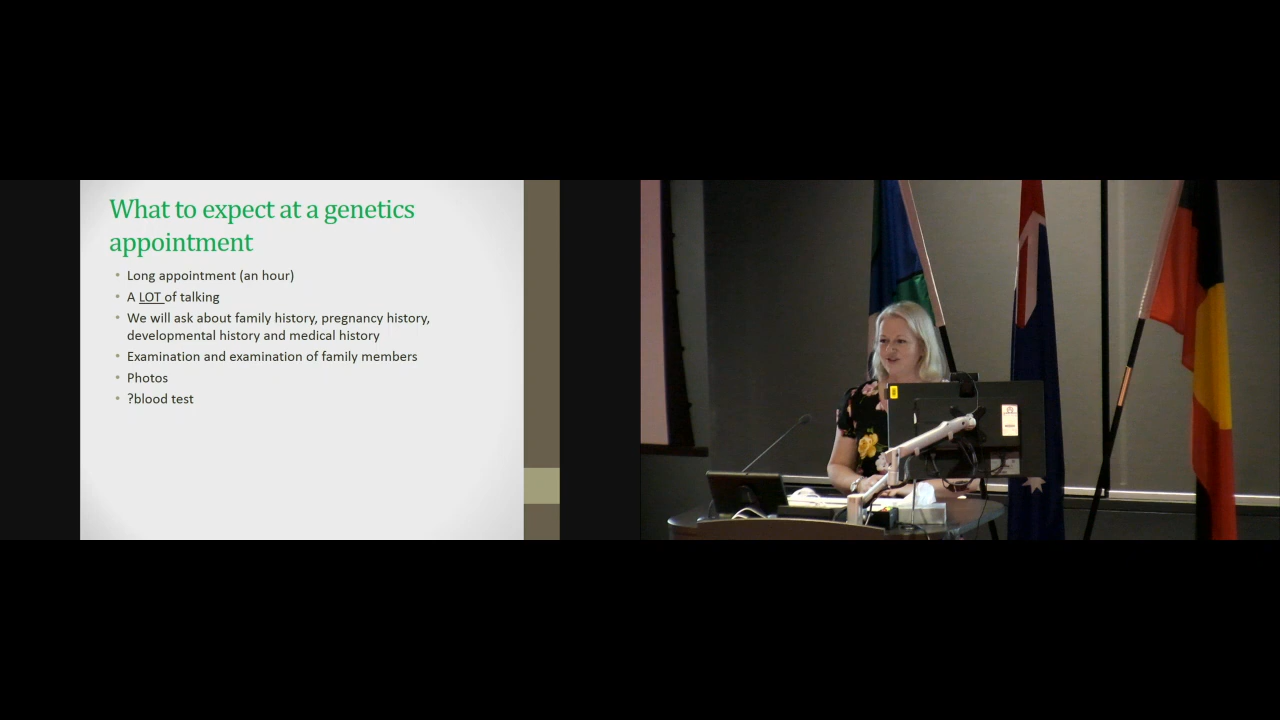 What to expect at a genetics
appointment
• Long appointment (an hour)
• A LOT of talking
• We will ask about family history, pregnancy history,
developmental history and medical history
• Examination and examination of family members
• Photos
• ?blood test